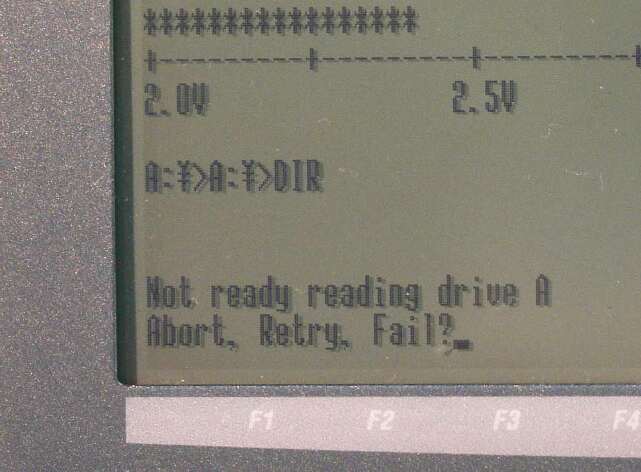 *****************
+---------+---------+---------+
2.0V 2.5V
A:¥>A:¥>DIR
Not ready reading drive A
Abort, Retry, Fail?_
F1 F2 F3 F4